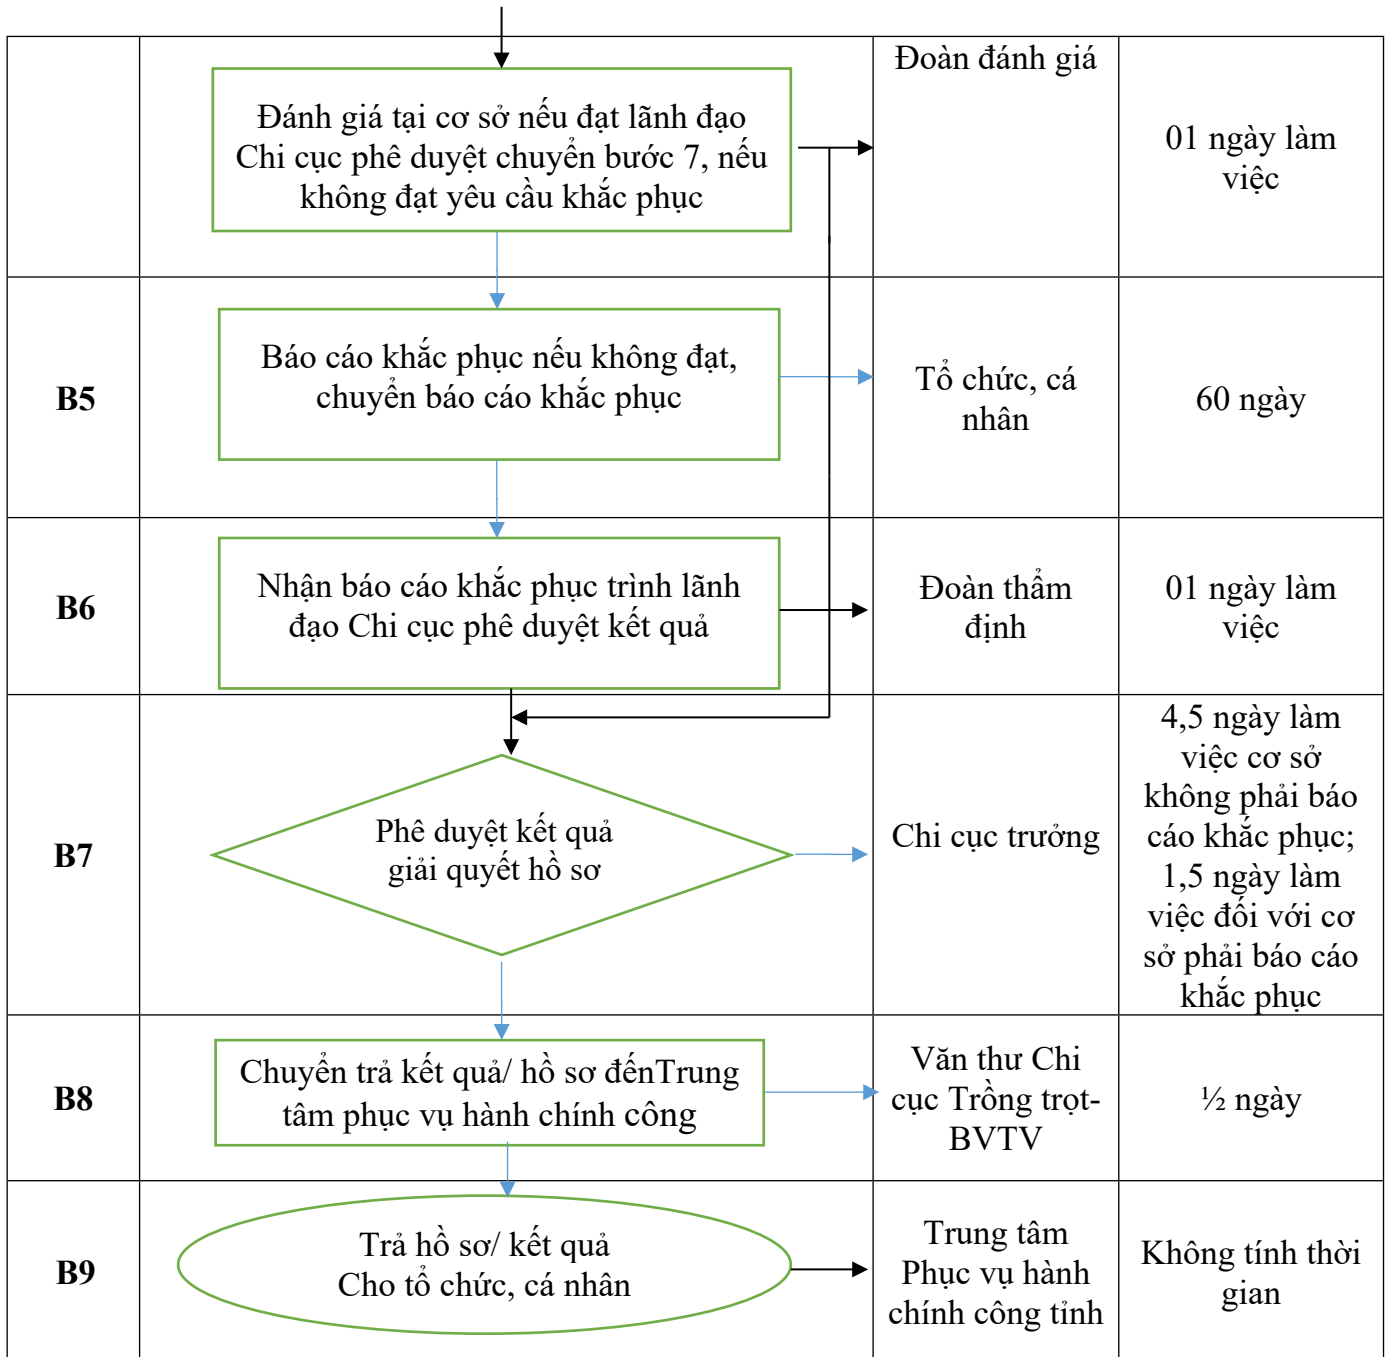 Đánh giá tại cơ sở nếu đạt lãnh đạo
Chi cục phê duyệt chuyển bước 7, nếu
không đạt yêu cầu khắc phục
Đoàn đánh giá
01 ngày làm
việc
B5
Báo cáo khắc phục nếu không đạt,
chuyển báo cáo khắc phục
Tổ chức, cá
nhân
60 ngày
B6
Nhận báo cáo khắc phục trình lãnh
đạo Chi cục phê duyệt kết quả
Đoàn thẩm
định
01 ngày làm
việc
B7
Phê duyệt kết quả
giải quyết hồ sơ
Chi cục trưởng
4,5 ngày làm
việc cơ sở
không phải báo
cáo khắc phục;
1,5 ngày làm
việc đối với cơ
sở phải báo cáo
khắc phục
B8
Chuyển trả kết quả/ hồ sơ đếnTrung
tâm phục vụ hành chính công
Văn thư Chi
cục Trồng trọt-
BVTV
½ ngày
B9
Trả hồ sơ/ kết quả
Cho tổ chức, cá nhân
Trung tâm
Phục vụ hành
chính công tỉnh
Không tính thời
gian